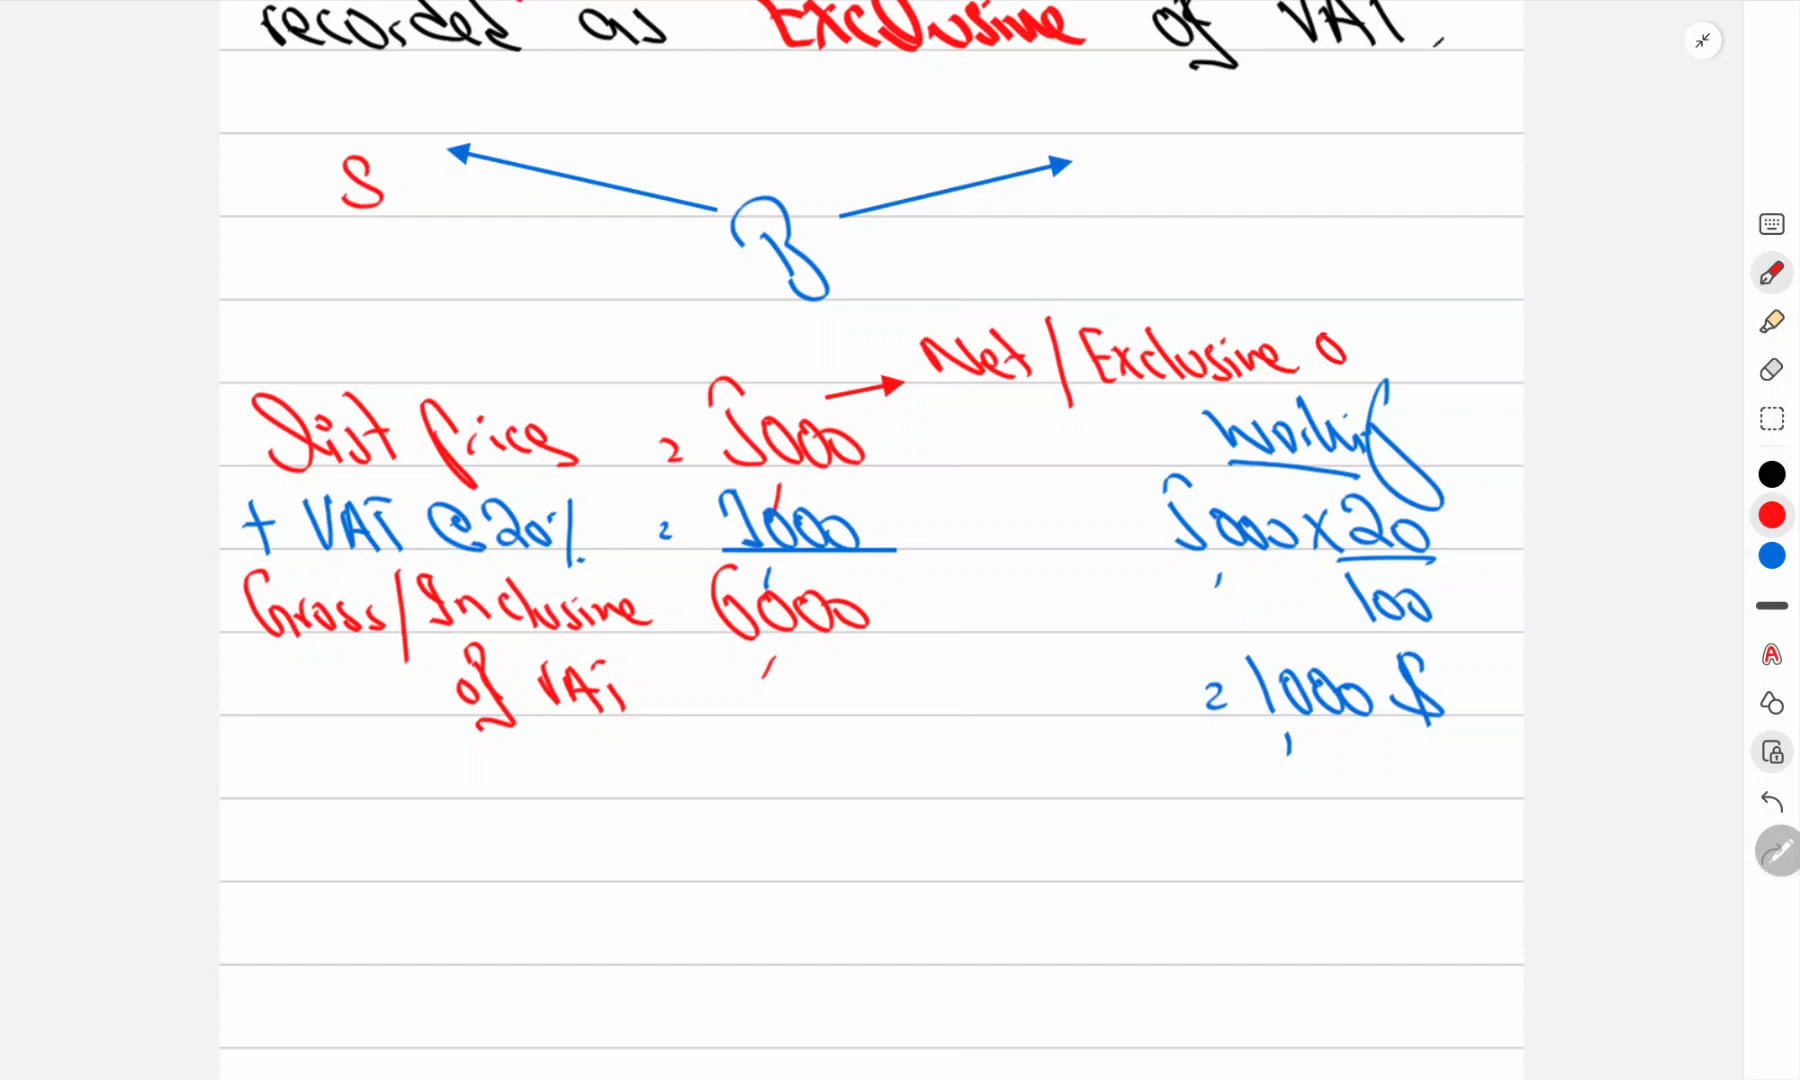 recorded as Exclusive of VAT.
S
B
Net/Exclusive o
List Price = 5000
Working
+ VAT @20% = 1000
5000 x 20
100
Gross/Inclusive 6000
of VAT
= 1000 $